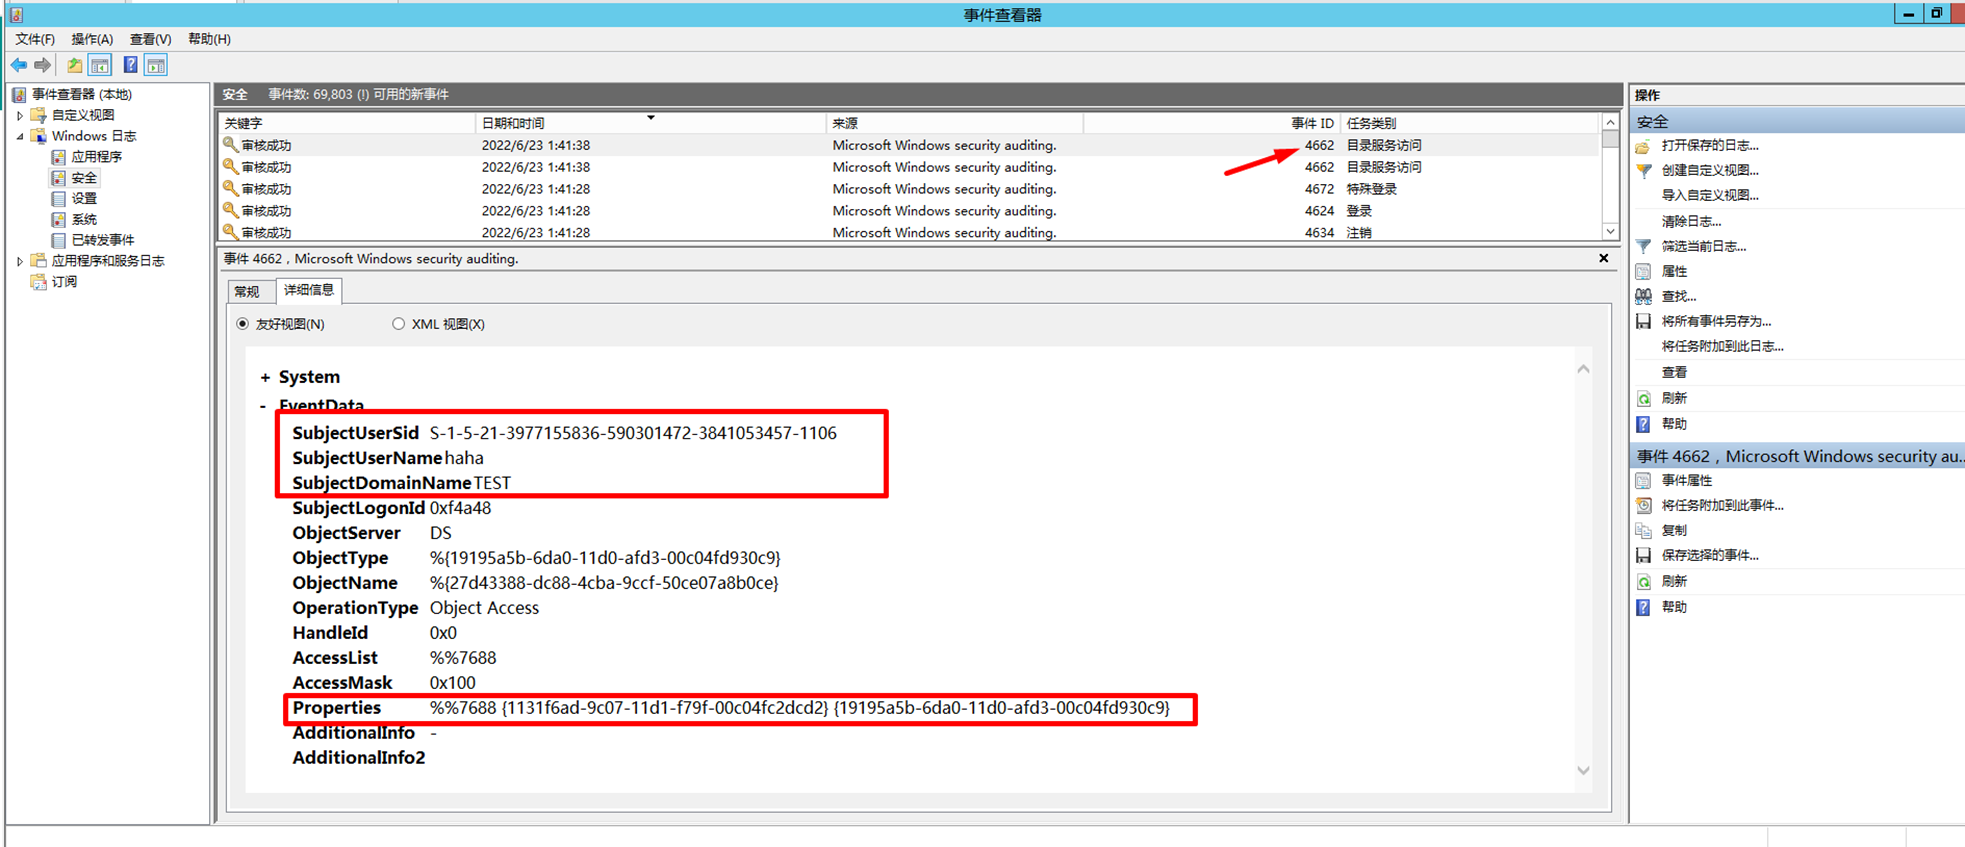 事件查看器
文件(F) 操作(A) 查看(V) 帮助(H)
事件查看器 (本地)
自定义视图
Windows 日志
应用程序
安全
设置
系统
已转发事件
应用程序和服务日志
订阅
安全 事件数: 69,803 (!) 可用的新事件
关键字 日期和时间 来源 事件 ID 任务类别
审核成功 2022/6/23 1:41:38 Microsoft Windows security auditing. 4662 目录服务访问
审核成功 2022/6/23 1:41:38 Microsoft Windows security auditing. 4662 目录服务访问
审核成功 2022/6/23 1:41:28 Microsoft Windows security auditing. 4672 特殊登录
审核成功 2022/6/23 1:41:28 Microsoft Windows security auditing. 4624 登录
审核成功 2022/6/23 1:41:28 Microsoft Windows security auditing. 4634 注销
事件 4662，Microsoft Windows security auditing.
常规 详细信息
友好视图(N) XML 视图(X)
+ System
- EventData
SubjectUserSid S-1-5-21-3977155836-590301472-3841053457-1106
SubjectUserName haha
SubjectDomainName TEST
SubjectLogonId 0xf4a48
ObjectServer DS
ObjectType %{19195a5b-6da0-11d0-afd3-00c04fd930c9}
ObjectName %{27d43388-dc88-4cba-9ccf-50ce07a8b0ce}
OperationType Object Access
HandleId 0x0
AccessList %%7688
AccessMask 0x100
Properties %%7688 {1131f6ad-9c07-11d1-f79f-00c04fc2dcd2} {19195a5b-6da0-11d0-afd3-00c04fd930c9}
AdditionalInfo -
AdditionalInfo2
操作
安全
打开保存的日志...
创建自定义视图...
导入自定义视图...
清除日志...
筛选当前日志...
属性
查找...
将所有事件另存为...
将任务附加到此日志...
查看
刷新
帮助
事件 4662，Microsoft Windows security au...
事件属性
将任务附加到此事件...
复制
保存选择的事件...
刷新
帮助